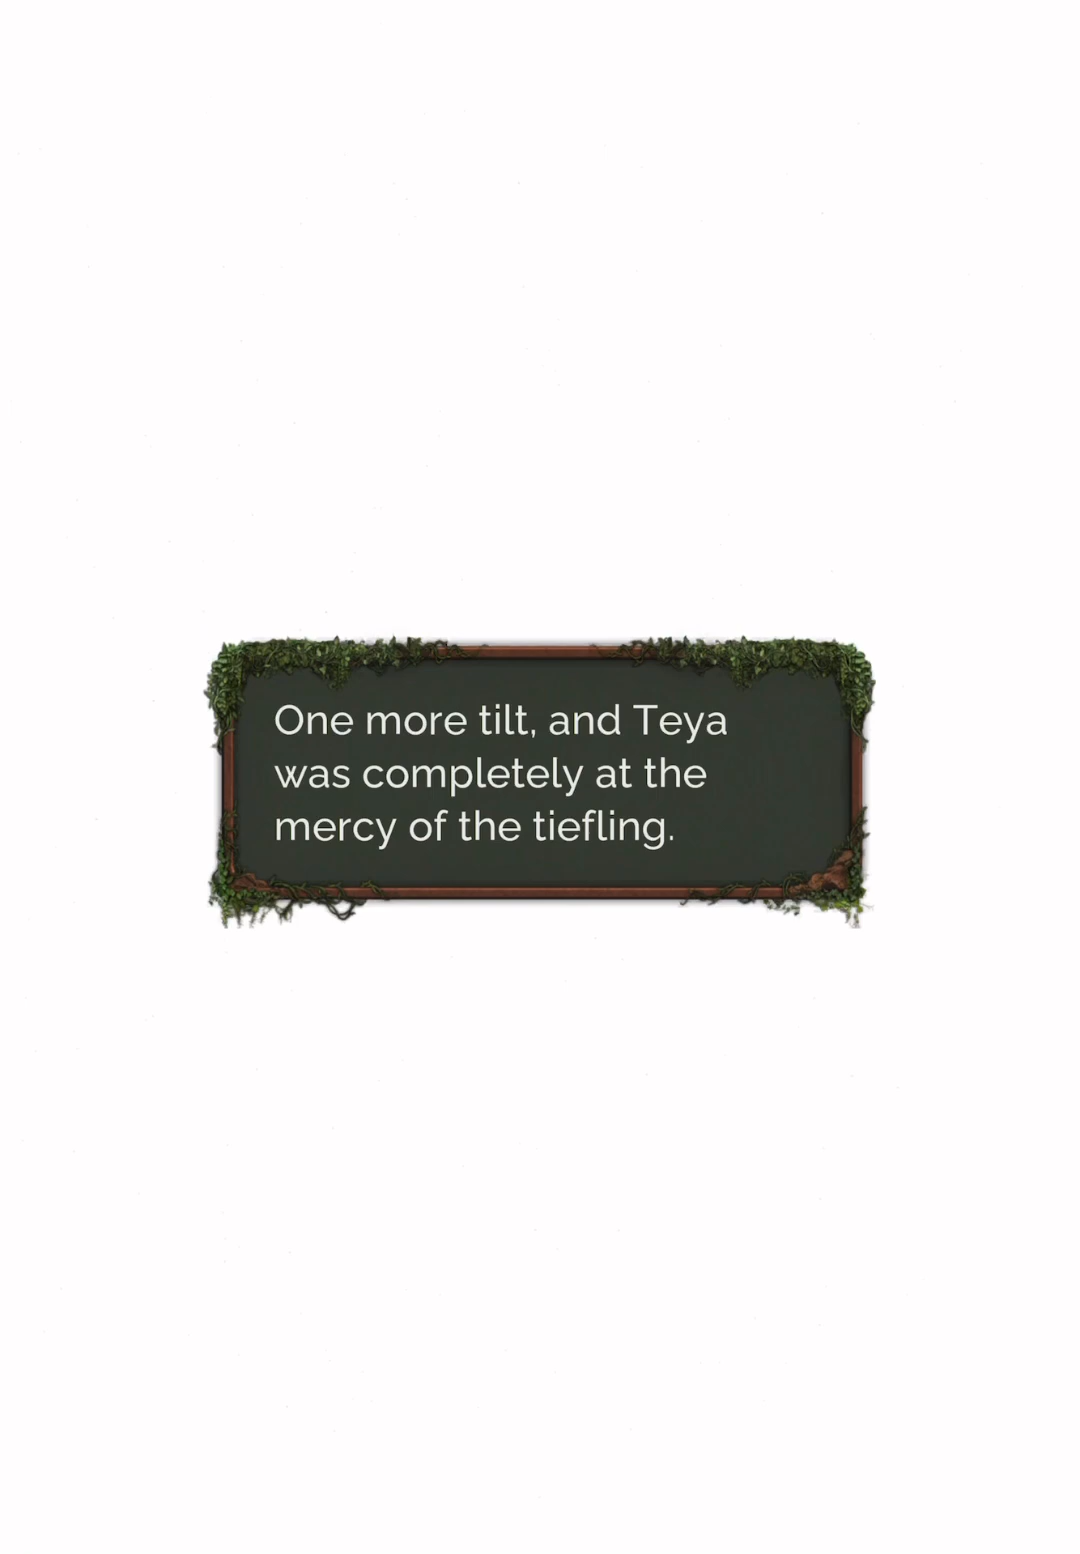 One more tilt, and Teya
was completely at the
mercy of the tiefling.